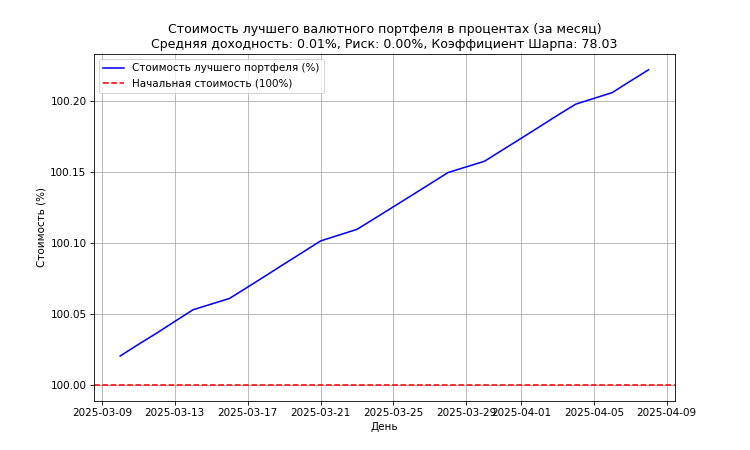 Стоимость лучшего валютного портфеля в процентах (за месяц)
Средняя доходность: 0.01%, Риск: 0.00%, Коэффициент Шарпа: 78.03
Стоимость лучшего портфеля (%)
Начальная стоимость (100%)
Стоимость (%)
100.20
100.15
100.10
100.05
100.00
2025-03-09 2025-03-13 2025-03-17 2025-03-21 2025-03-25 2025-03-29 2025-04-01 2025-04-05 2025-04-09
День